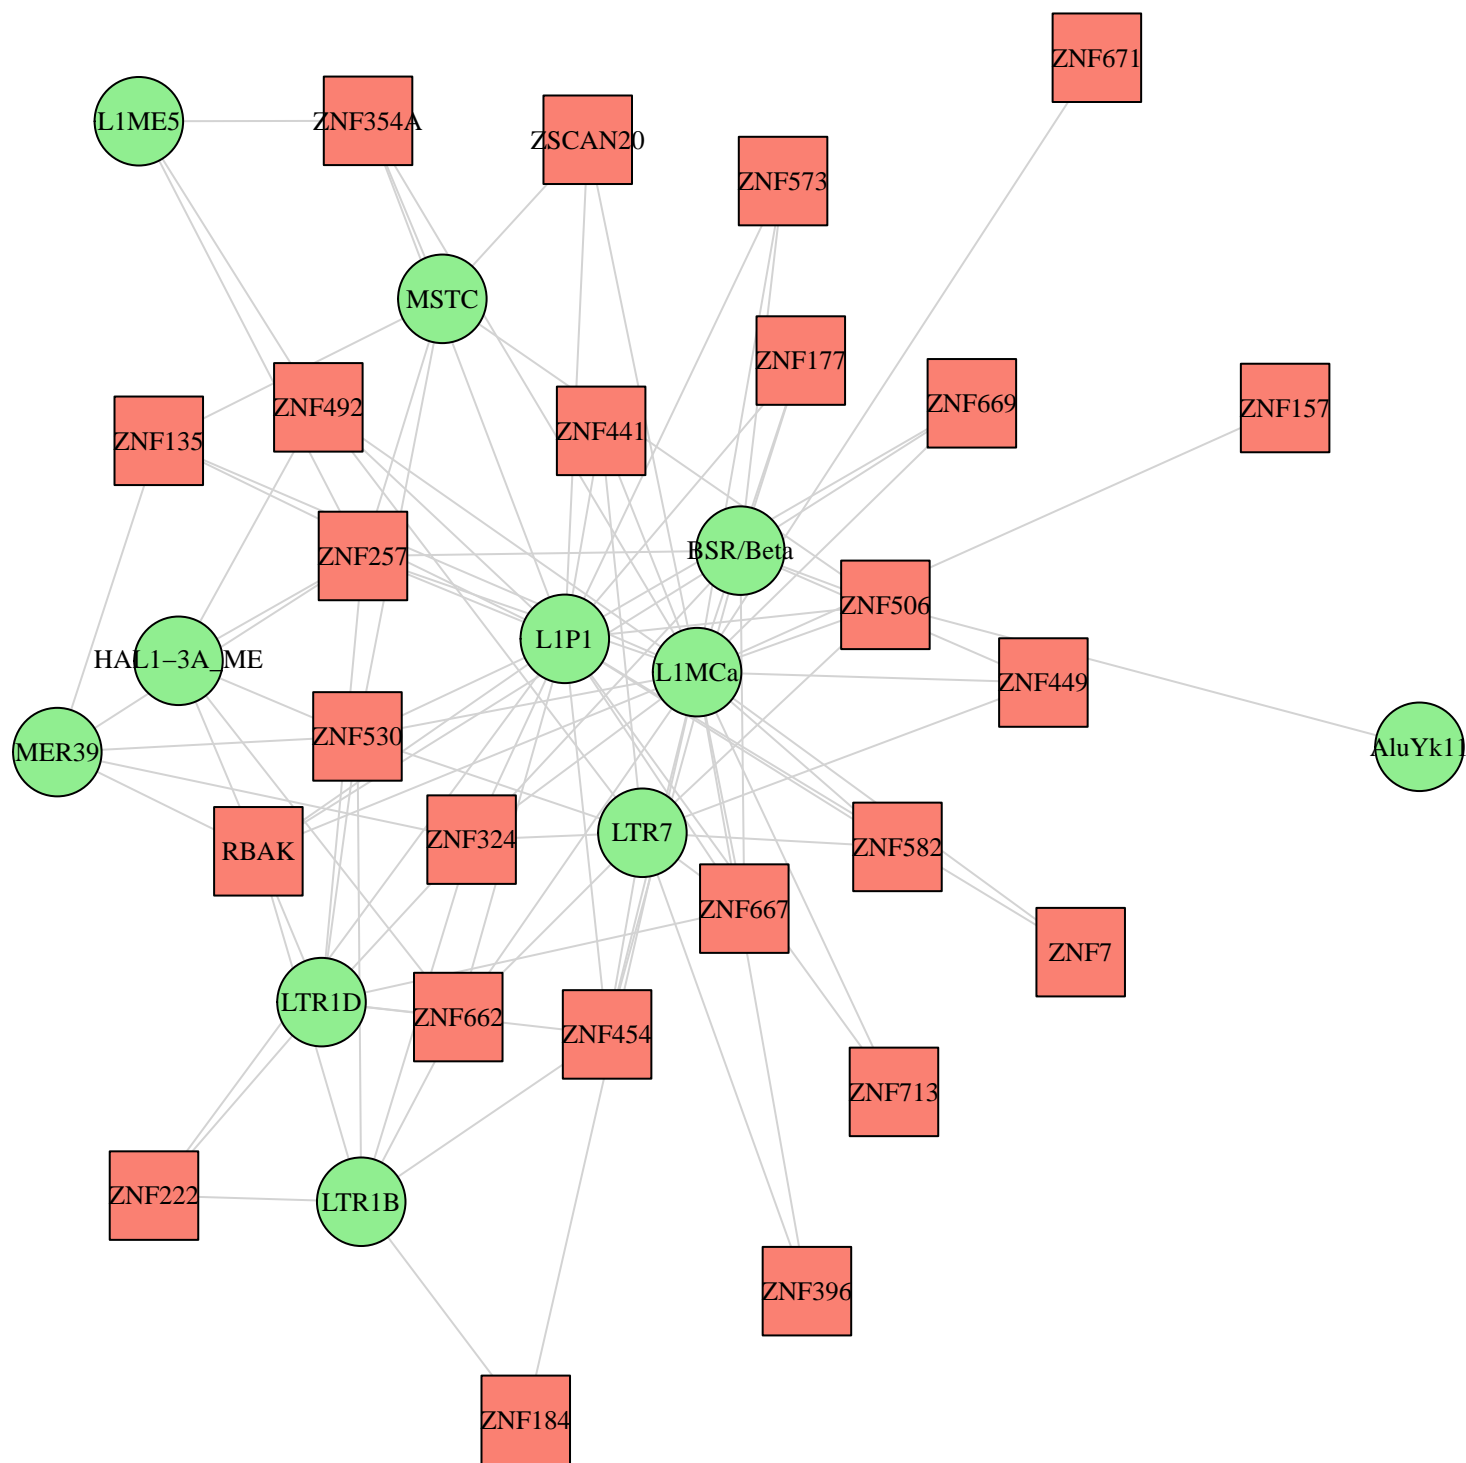 ZNF671
L1ME5
ZNF354A
ZSCAN20
ZNF573
MSTC
ZNF177
ZNF669
ZNF157
ZNF492
ZNF441
ZNF135
ZNF257
BSR/Beta
ZNF506
L1P1
HAL1−3A_ME
L1MCa
ZNF449
MER39
ZNF530
AluYk11
RBAK
ZNF324
LTR7
ZNF582
ZNF667
ZNF7
LTR1D
ZNF662
ZNF454
ZNF713
ZNF222
LTR1B
ZNF396
ZNF184